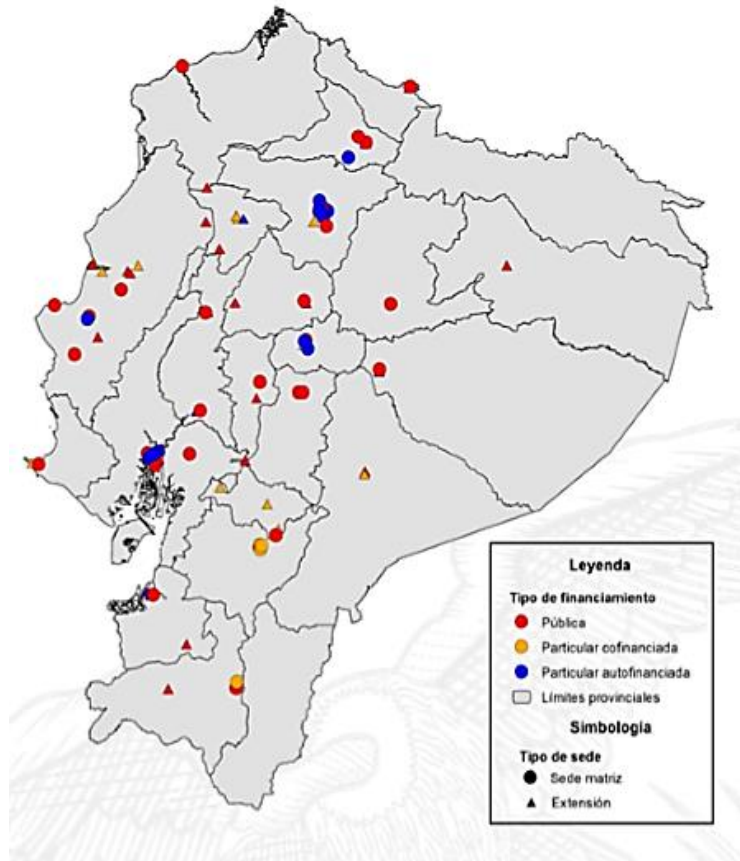 Leyenda
Tipo de financiamiento
Pública
Particular cofinanciada
Particular autofinanciada
Límites provinciales
Simbología
Tipo de sede
Sede matriz
Extensión